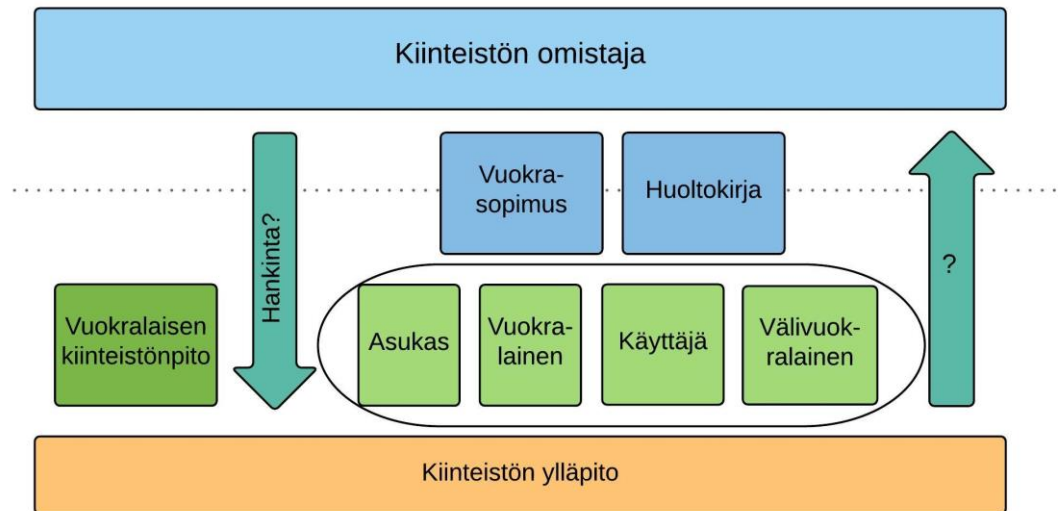 Kiinteistön omistaja
Vuokra-
sopimus
Huoltokirja
Hankinta?
?
Vuokralaisen
kiinteistönpito
Asukas
Vuokra-
lainen
Käyttäjä
Välivuok-
ralainen
Kiinteistön ylläpito